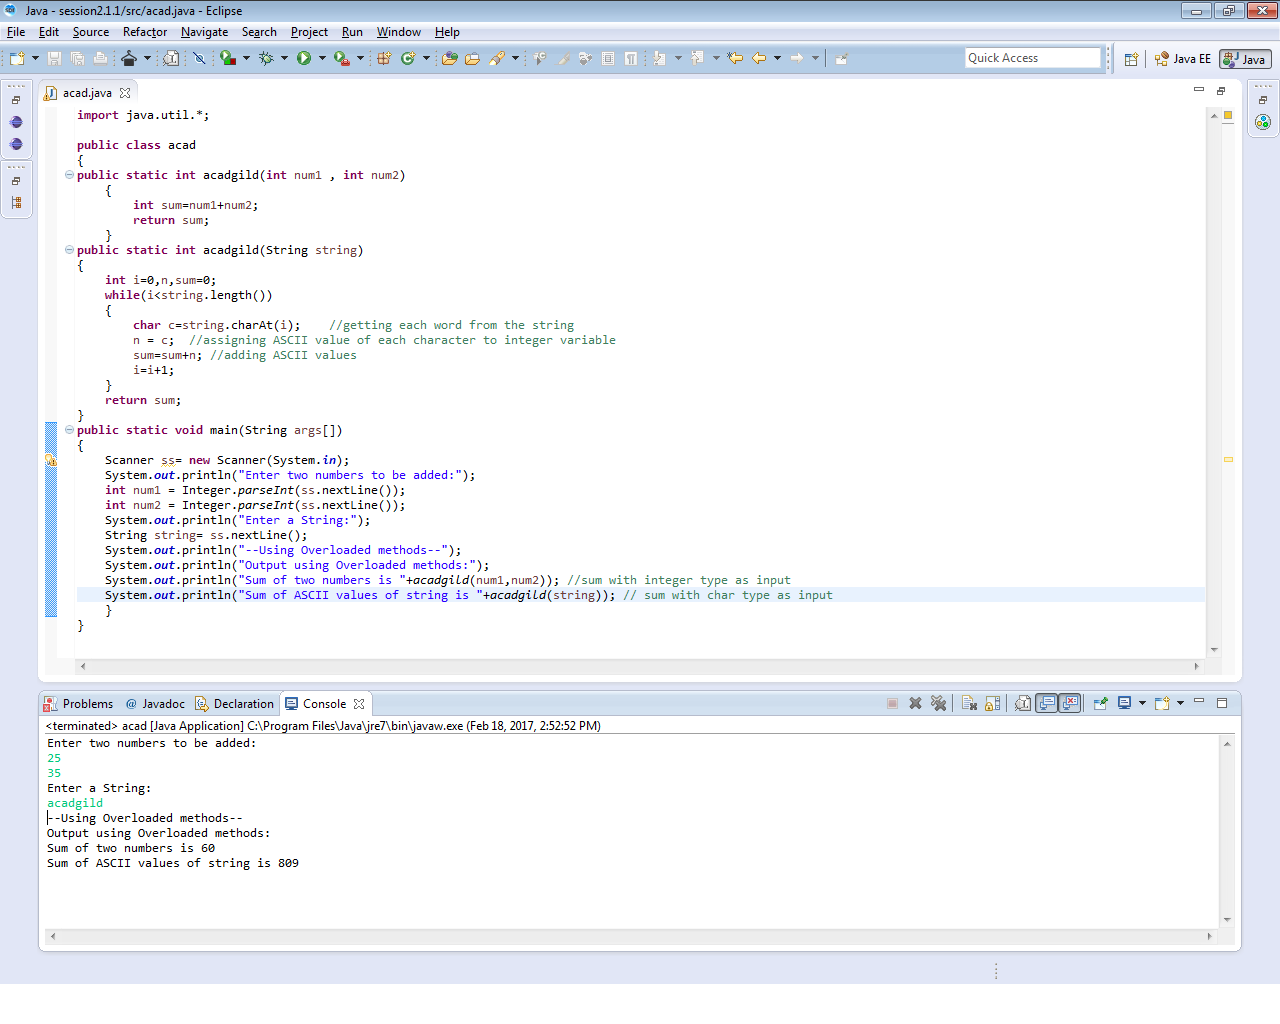 Java - session2.1.1/src/acad.java - Eclipse
File Edit Source Refactor Navigate Search Project Run Window Help
Quick Access
Java EE
Java
acad.java
import java.util.*;
public class acad
{
public static int acadgild(int num1 , int num2)
{
int sum=num1+num2;
return sum;
}
public static int acadgild(String string)
{
int i=0,n,sum=0;
while(i<string.length())
{
char c=string.charAt(i); //getting each word from the string
n = c; //assigning ASCII value of each character to integer variable
sum=sum+n; //adding ASCII values
i=i+1;
}
return sum;
}
public static void main(String args[])
{
Scanner ss= new Scanner(System.in);
System.out.println("Enter two numbers to be added:");
int num1 = Integer.parseInt(ss.nextLine());
int num2 = Integer.parseInt(ss.nextLine());
System.out.println("Enter a String:");
String string= ss.nextLine();
System.out.println("--Using Overloaded methods--");
System.out.println("Output using Overloaded methods:");
System.out.println("Sum of two numbers is "+acadgild(num1,num2)); //sum with integer type as input
System.out.println("Sum of ASCII values of string is "+acadgild(string)); // sum with char type as input
}
}
Problems @ Javadoc Declaration Console
<terminated> acad [Java Application] C:\Program Files\Java\jre7\bin\javaw.exe (Feb 18, 2017, 2:52:52 PM)
Enter two numbers to be added:
25
35
Enter a String:
acadgild
--Using Overloaded methods--
Output using Overloaded methods:
Sum of two numbers is 60
Sum of ASCII values of string is 809